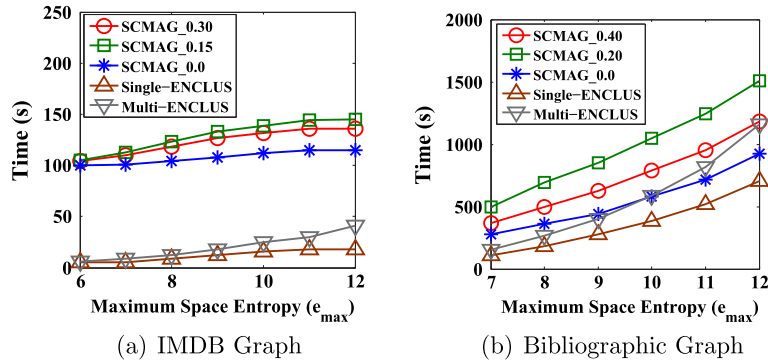 250
200
150
100
50
0
Time (s)
SCMAG_0.30
SCMAG_0.15
SCMAG_0.0
Single−ENCLUS
Multi−ENCLUS
6 8 10 12
Maximum Space Entropy (e_max)
(a) IMDB Graph
2000
1500
1000
500
0
Time (s)
SCMAG_0.40
SCMAG_0.20
SCMAG_0.0
Single−ENCLUS
Multi−ENCLUS
7 8 9 10 11 12
Maximum Space Entropy (e_max)
(b) Bibliographic Graph